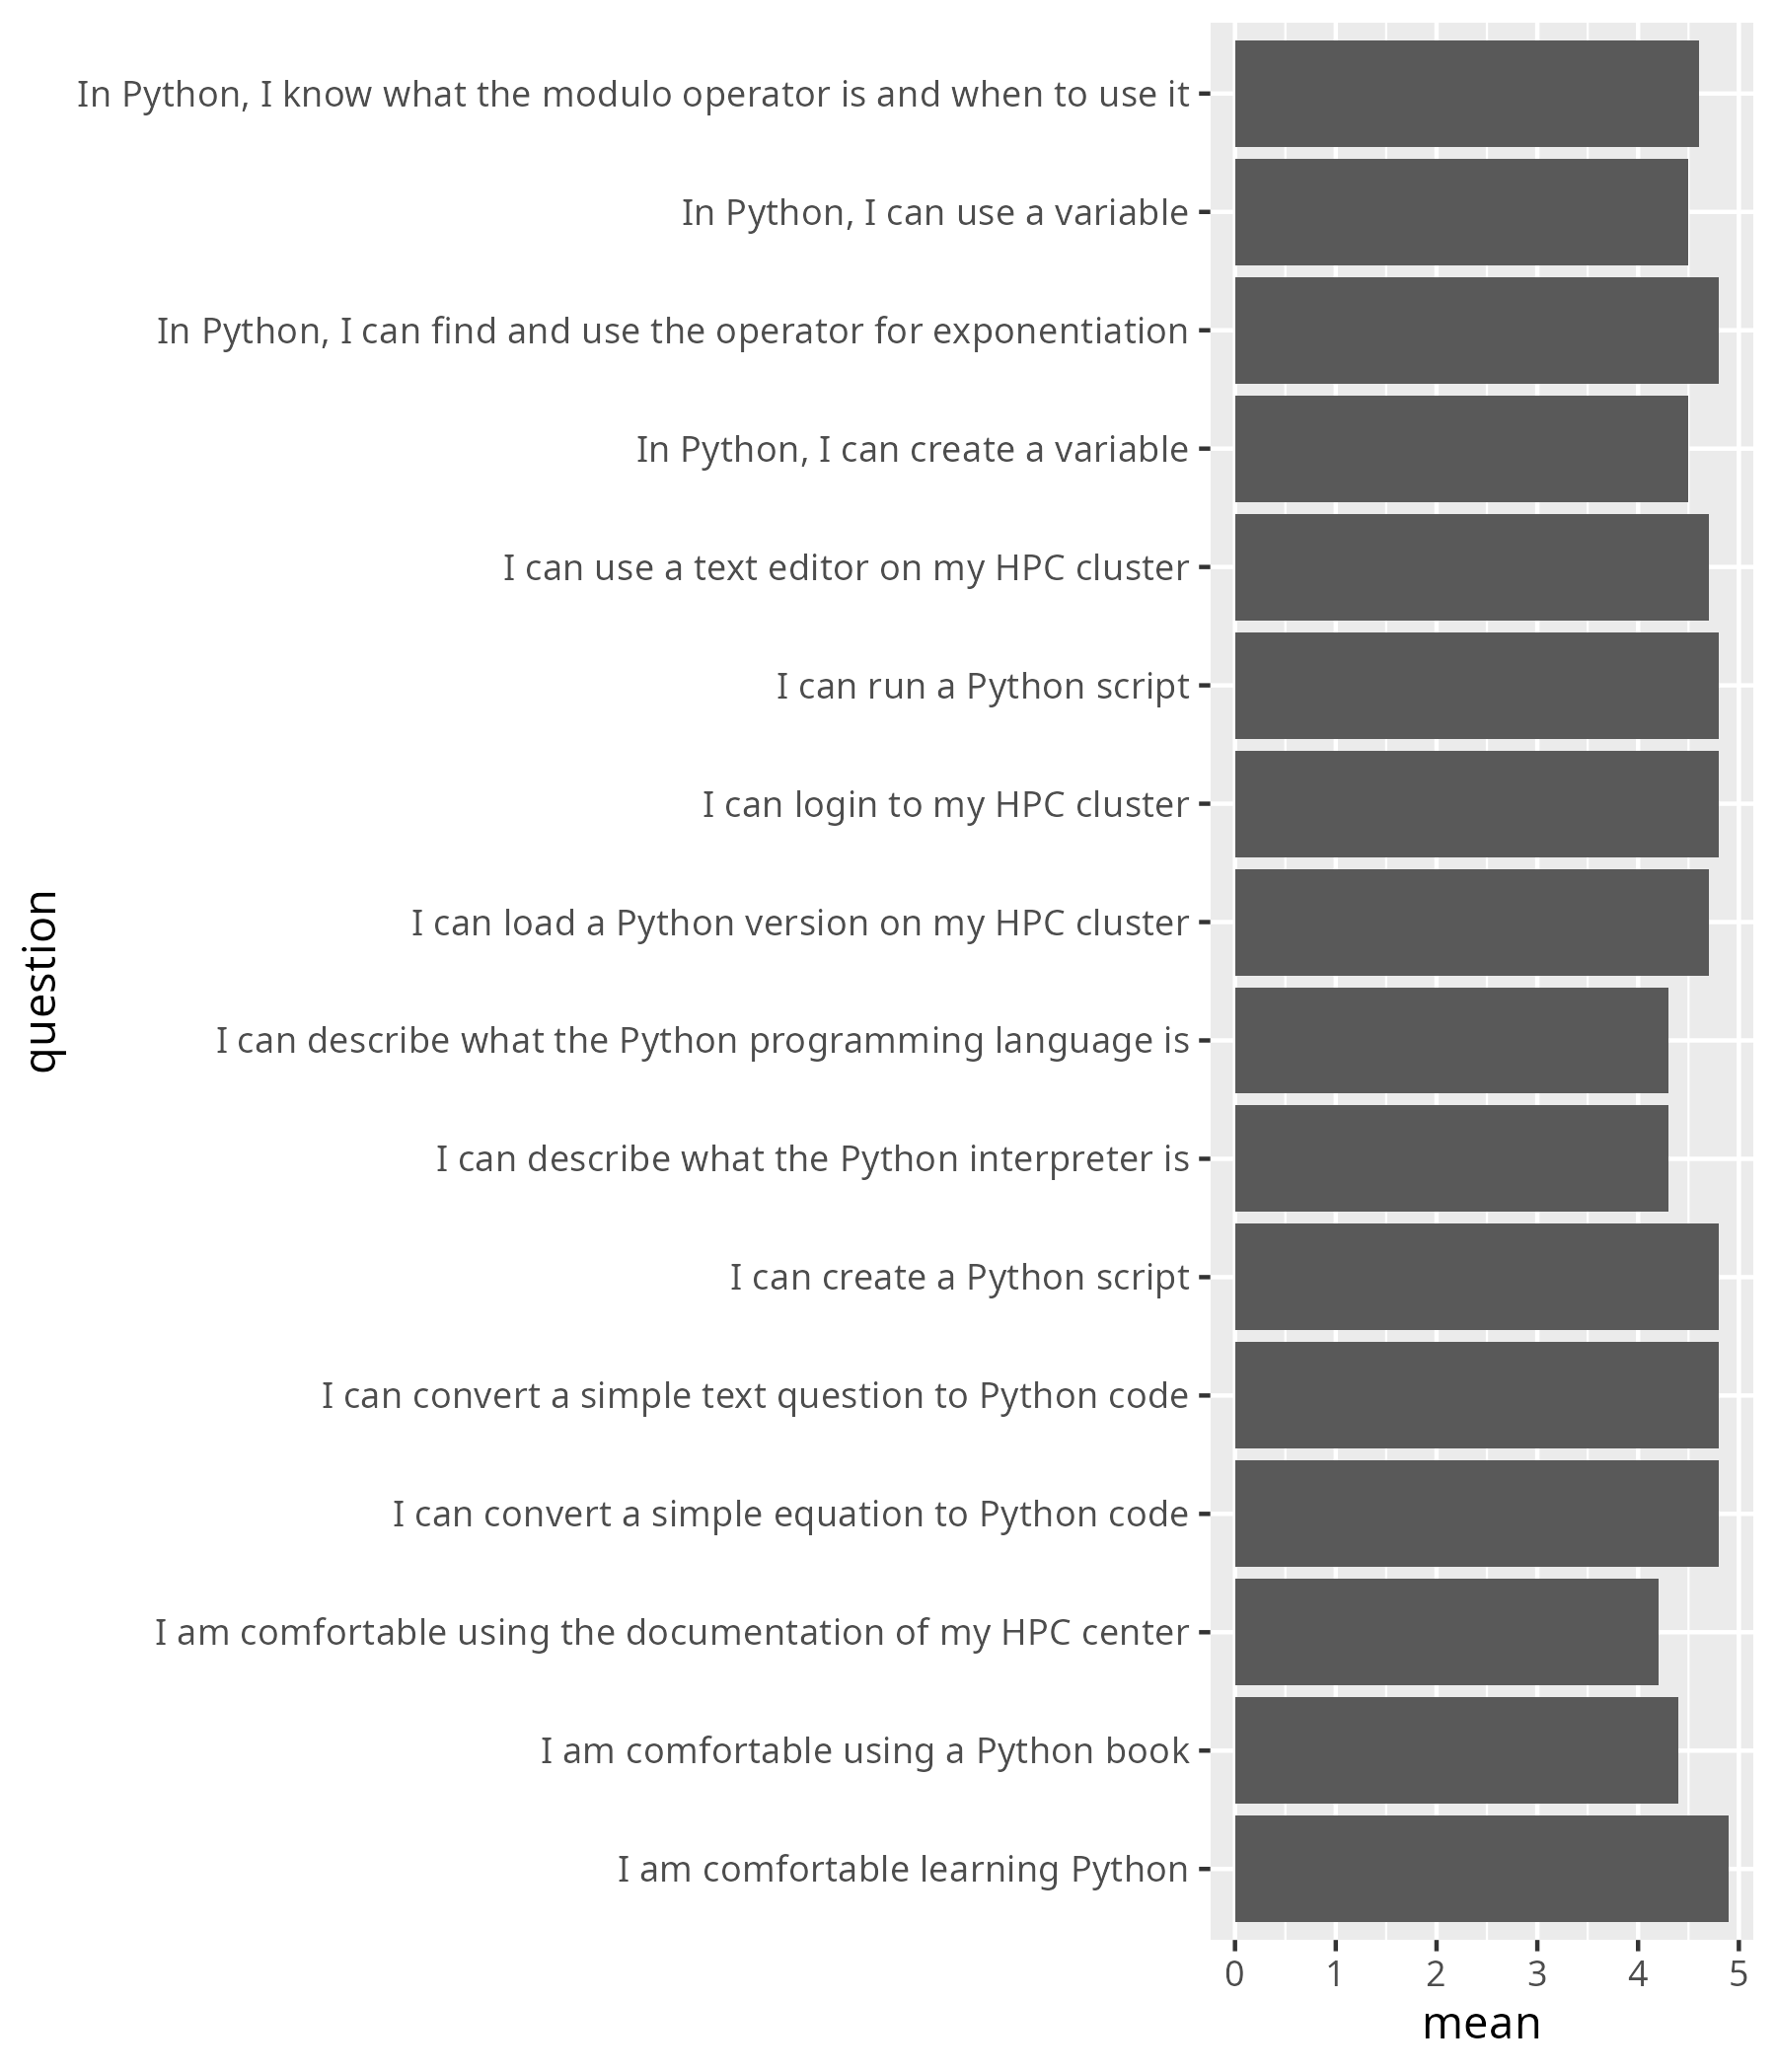 In Python, I know what the modulo operator is and when to use it
In Python, I can use a variable
In Python, I can find and use the operator for exponentiation
In Python, I can create a variable
I can use a text editor on my HPC cluster
I can run a Python script
I can login to my HPC cluster
I can load a Python version on my HPC cluster
I can describe what the Python programming language is
I can describe what the Python interpreter is
I can create a Python script
I can convert a simple text question to Python code
I can convert a simple equation to Python code
I am comfortable using the documentation of my HPC center
I am comfortable using a Python book
I am comfortable learning Python
question
0 1 2 3 4 5
mean